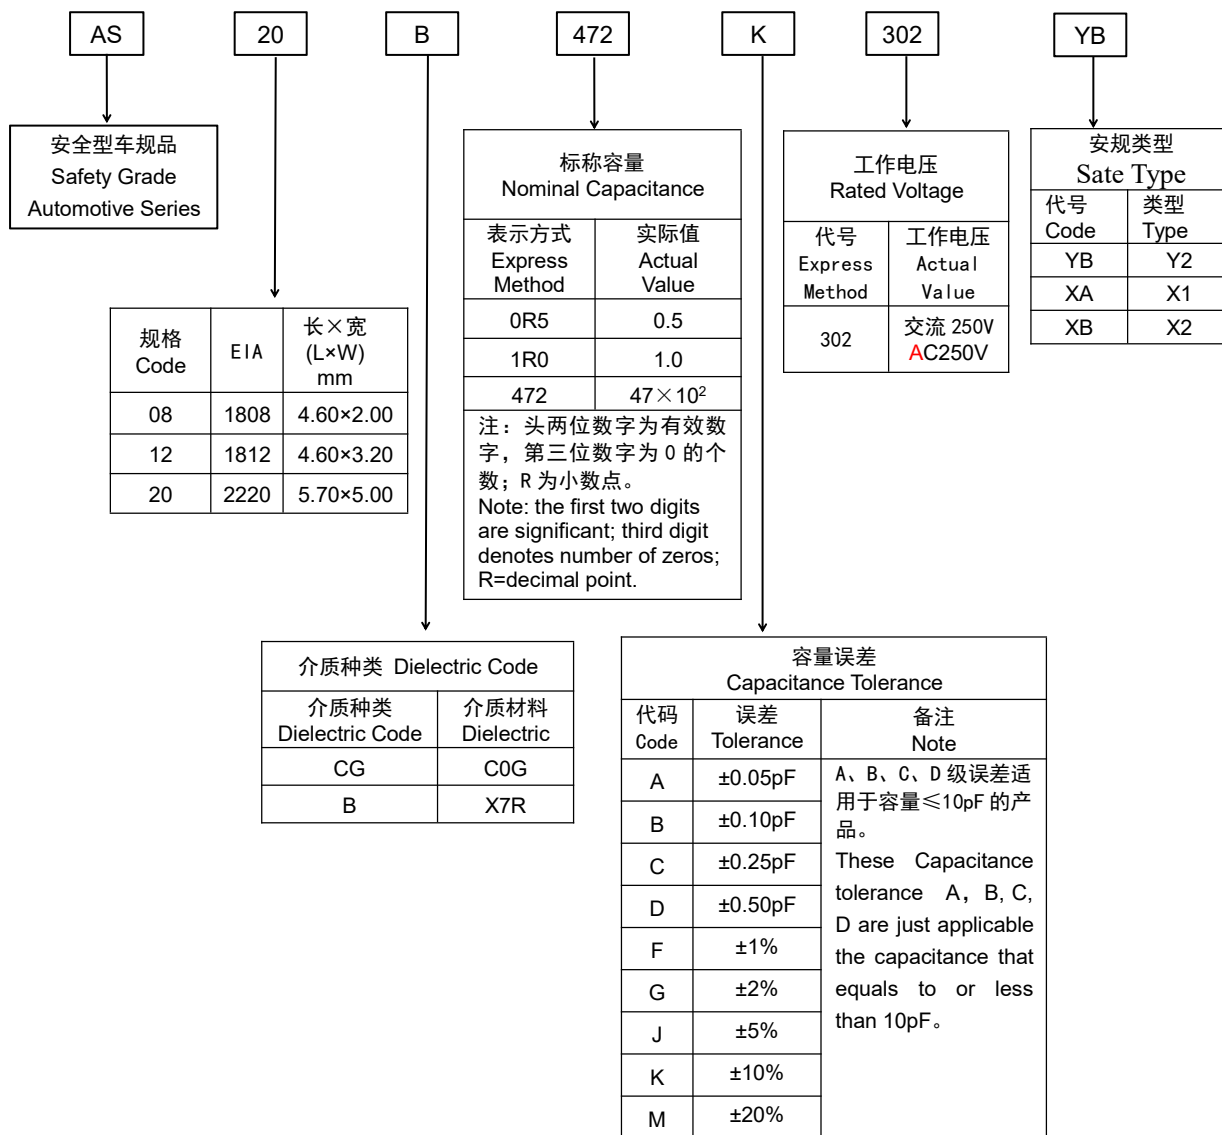 AS 20 B 472 K 302 YB
安全型车规品
Safety Grade
Automotive Series
规格
Code
EIA
长×宽
(L×W)
mm
08 1808 4.60×2.00
12 1812 4.60×3.20
20 2220 5.70×5.00
标称容量
Nominal Capacitance
表示方式
Express
Method
实际值
Actual
Value
0R5 0.5
1R0 1.0
472 47×10²
注：头两位数字为有效数
字，第三位数字为 0 的个
数；R 为小数点。
Note: the first two digits
are significant; third digit
denotes number of zeros;
R=decimal point.
工作电压
Rated Voltage
代号
Express
Method
工作电压
Actual
Value
302
交流 250V
AC250V
安规类型
Sate Type
代号
Code
类型
Type
YB Y2
XA X1
XB X2
介质种类 Dielectric Code
介质种类
Dielectric Code
介质材料
Dielectric
CG C0G
B X7R
容量误差
Capacitance Tolerance
代码
Code
误差
Tolerance
备注
Note
A ±0.05pF
B ±0.10pF
C ±0.25pF
D ±0.50pF
F ±1%
G ±2%
J ±5%
K ±10%
M ±20%
A、B、C、D 级误差适
用于容量≤10pF 的产
品。
These Capacitance
tolerance A，B, C,
D are just applicable
the capacitance that
equals to or less
than 10pF。